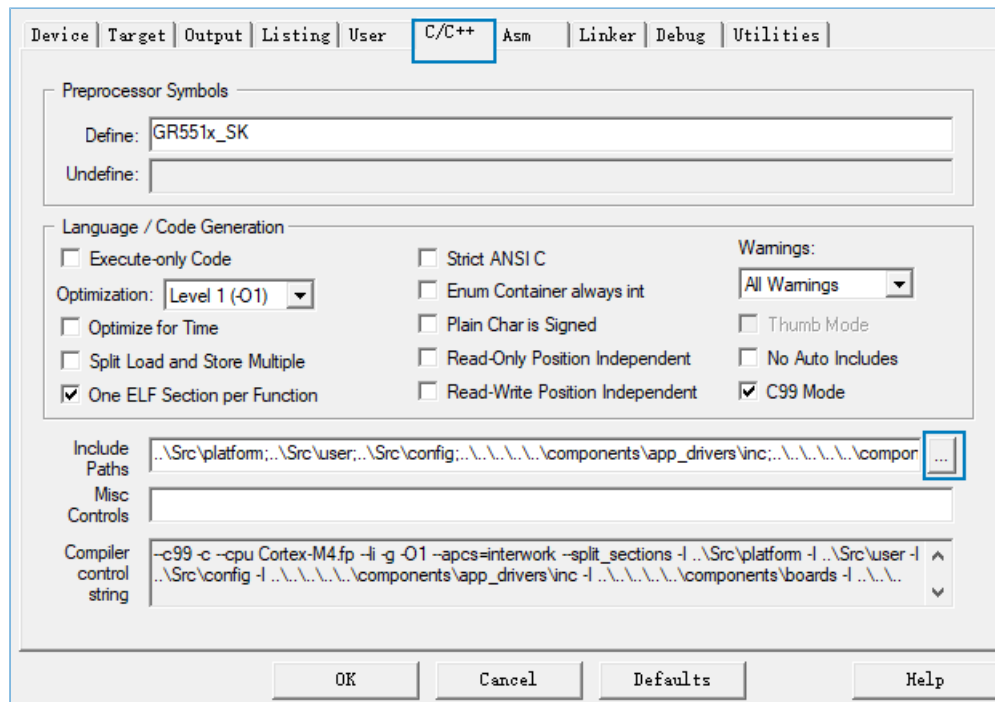 Device Target Output Listing User C/C++ Asm Linker Debug Utilities
Preprocessor Symbols
Define: GR551x_SK
Undefine:
Language / Code Generation
Execute-only Code
Optimization: Level 1 (-O1)
Optimize for Time
Split Load and Store Multiple
One ELF Section per Function
Strict ANSI C
Enum Container always int
Plain Char is Signed
Read-Only Position Independent
Read-Write Position Independent
Warnings:
All Warnings
Thumb Mode
No Auto Includes
C99 Mode
Include
Paths
..\Src\platform;..\Src\user;..\Src\config;..\..\..\..\..\components\app_drivers\inc;..\..\..\..\..\compon
...
Misc
Controls
Compiler
control
string
--c99 -c --cpu Cortex-M4.fp --li -g -O1 --apcs=interwork --split_sections -I ..\Src\platform -I ..\Src\user -I
..\Src\config -I ..\..\..\..\..\components\app_drivers\inc -I ..\..\..\..\..\components\boards -I ..\..\..
OK Cancel Defaults Help